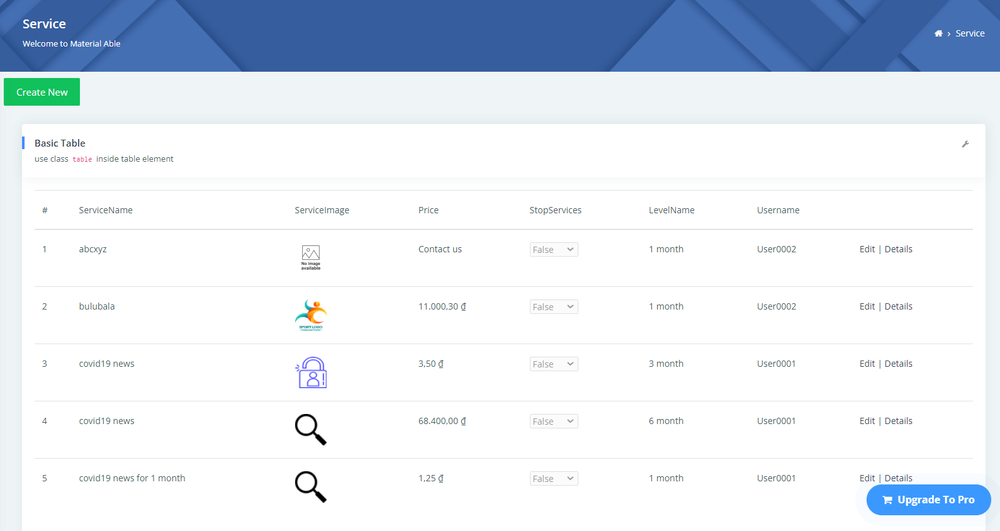 Service
Welcome to Material Able
Service
Create New
Basic Table
use class table inside table element
# ServiceName ServiceImage Price StopServices LevelName Username
1 abcxyz No image available Contact us False 1 month User0002 Edit | Details
2 bulubala SPORT LOGO 11.000,30 ₫ False 1 month User0002 Edit | Details
3 covid19 news 3,50 ₫ False 3 month User0001 Edit | Details
4 covid19 news 68.400,00 ₫ False 6 month User0001 Edit | Details
5 covid19 news for 1 month 1,25 ₫ False 1 month User0001 Edit | Details
Upgrade To Pro